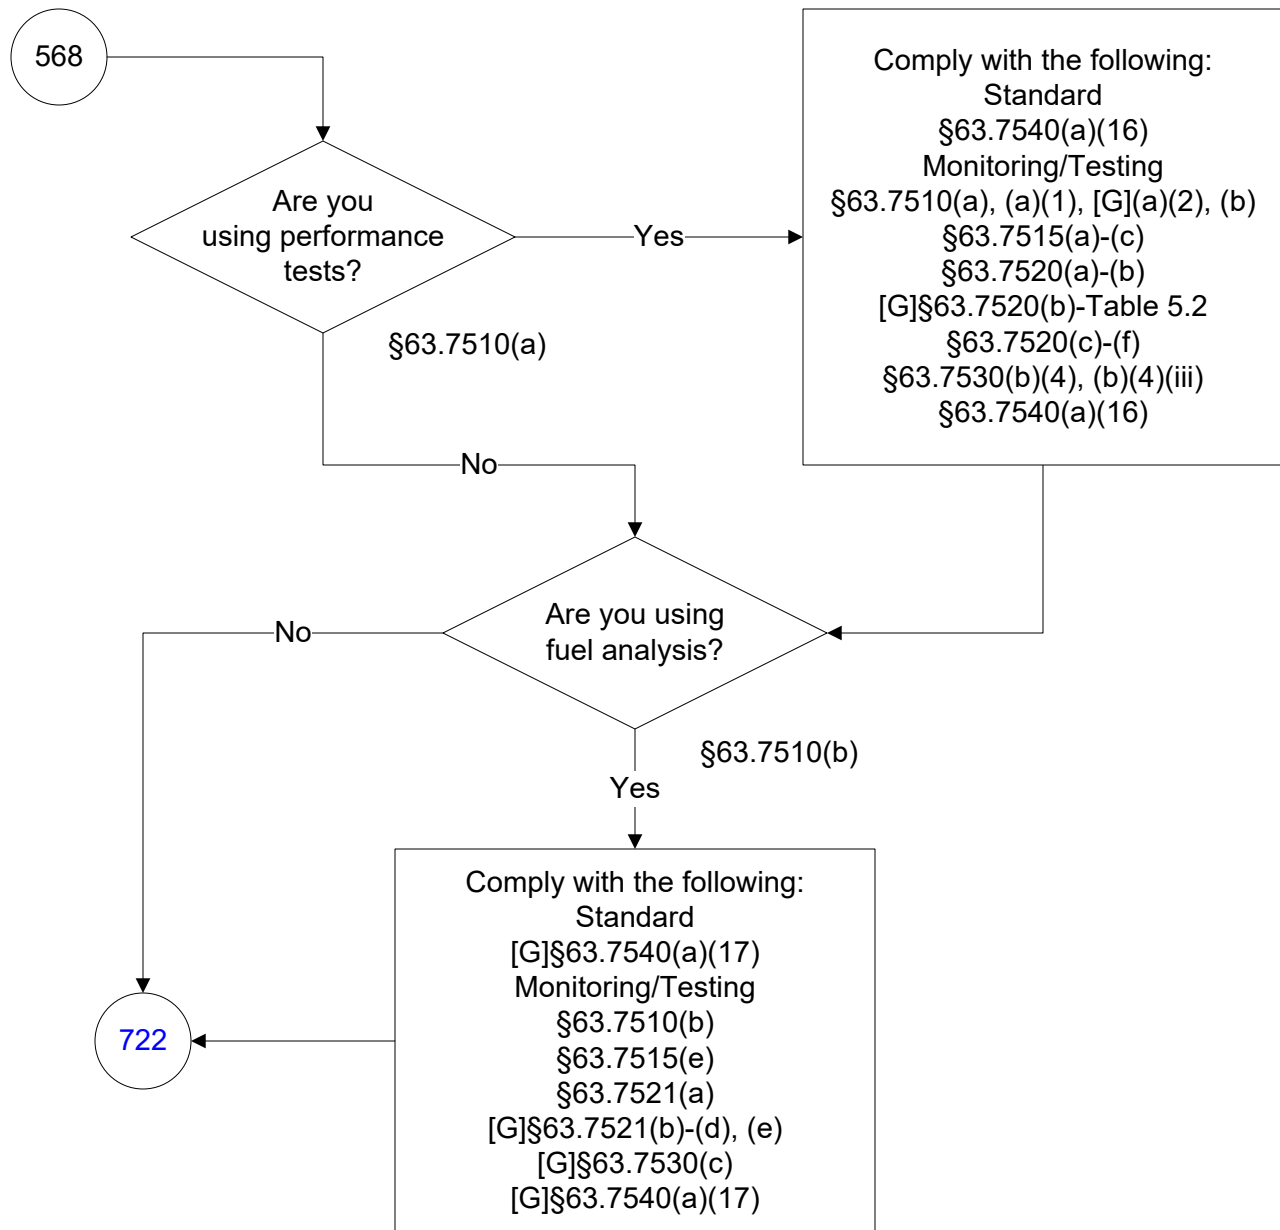 568
Are you
using performance
tests?
§63.7510(a)
Yes
Comply with the following:
Standard
§63.7540(a)(16)
Monitoring/Testing
§63.7510(a), (a)(1), [G](a)(2), (b)
§63.7515(a)-(c)
§63.7520(a)-(b)
[G]§63.7520(b)-Table 5.2
§63.7520(c)-(f)
§63.7530(b)(4), (b)(4)(iii)
§63.7540(a)(16)
No
Are you using
fuel analysis?
§63.7510(b)
No
Yes
Comply with the following:
Standard
[G]§63.7540(a)(17)
Monitoring/Testing
§63.7510(b)
§63.7515(e)
§63.7521(a)
[G]§63.7521(b)-(d), (e)
[G]§63.7530(c)
[G]§63.7540(a)(17)
722